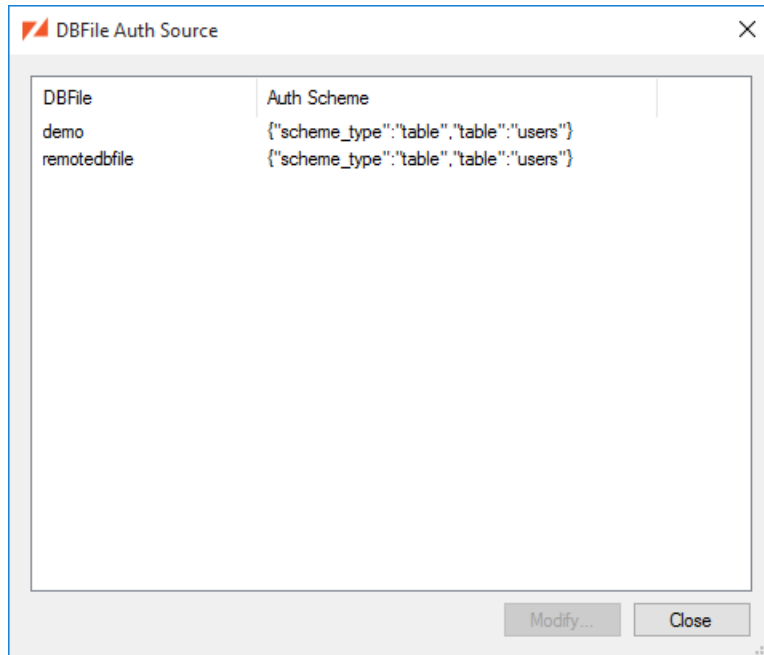 DBFile Auth Source
DBFile Auth Scheme
demo {"scheme_type":"table","table":"users"}
remotedbfile {"scheme_type":"table","table":"users"}
Modify... Close